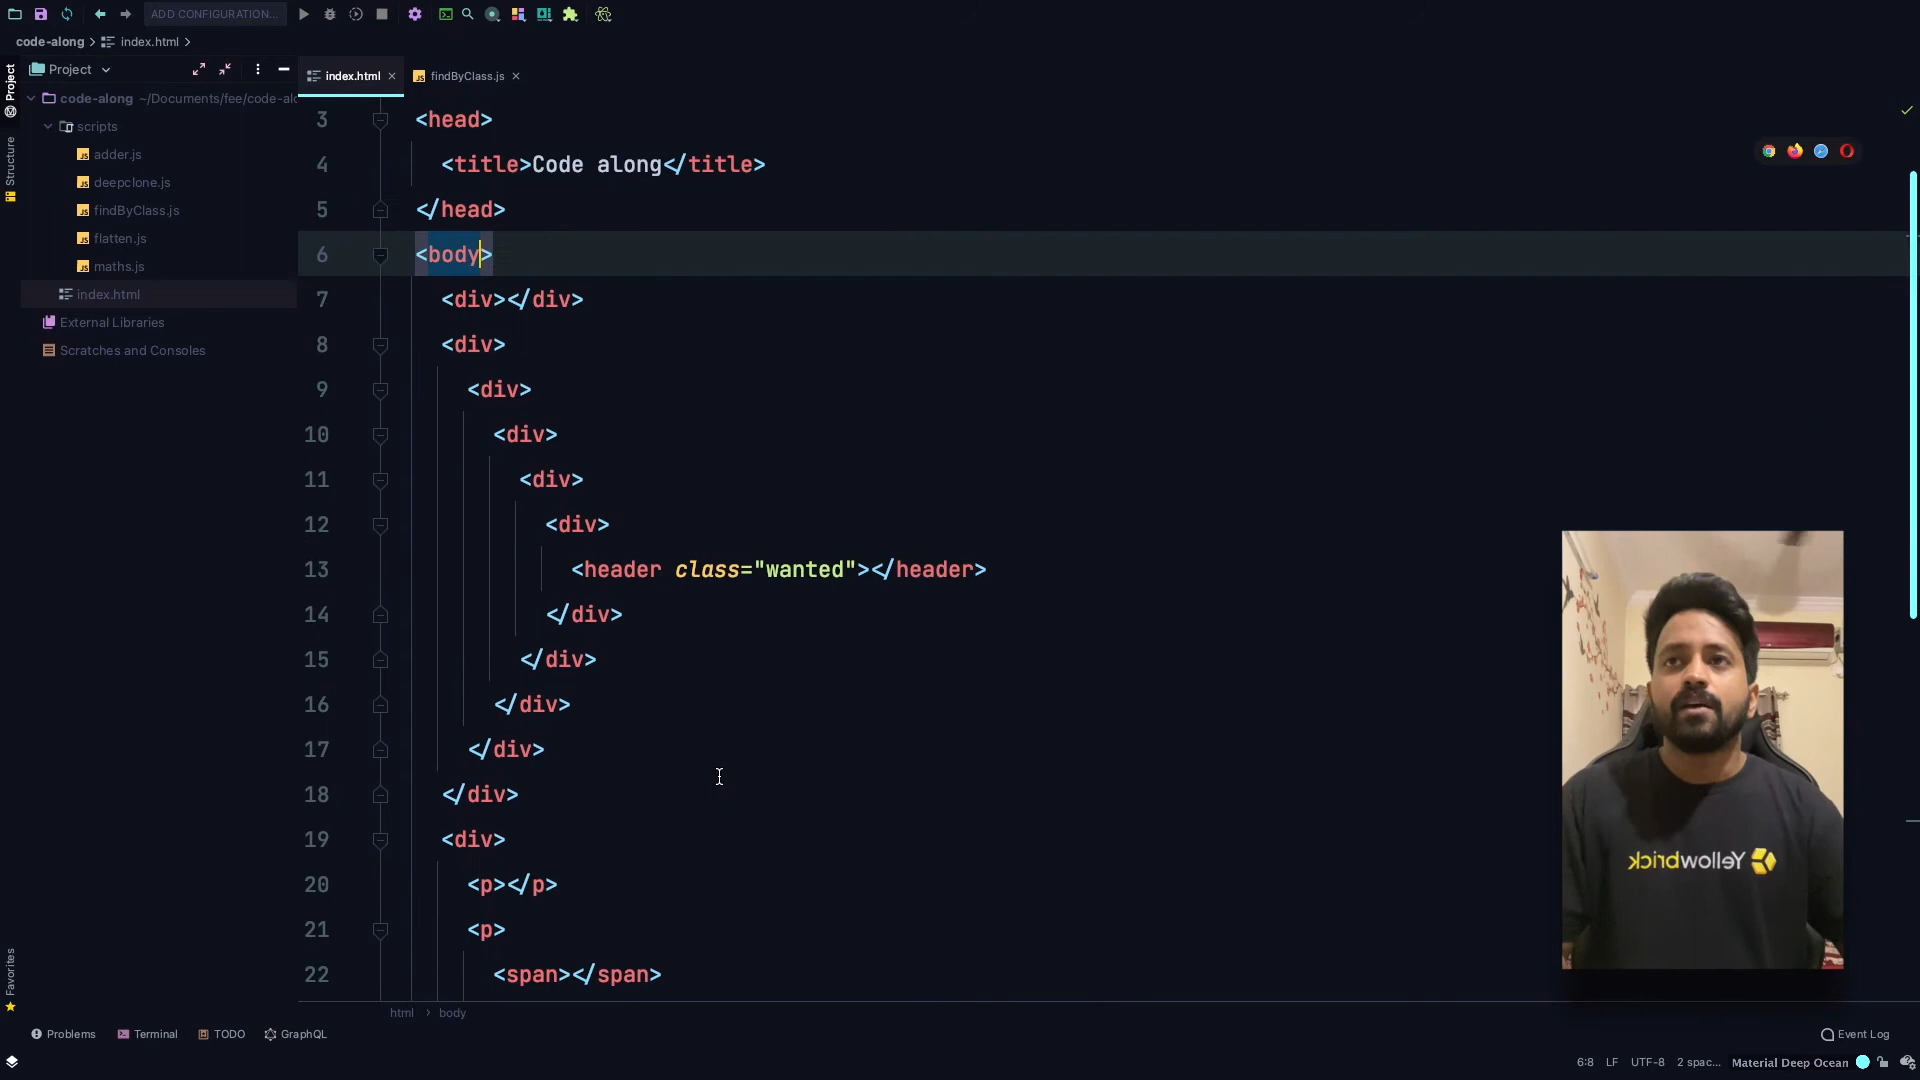 ADD CONFIGURATION...
code-along
index.html
Project
Project
index.html
findByClass.js
code-along ~/Documents/fee/code-al
scripts
adder.js
deepclone.js
findByClass.js
flatten.js
maths.js
index.html
External Libraries
Scratches and Consoles
Structure
Favorites
3 <head>
4 <title>Code along</title>
5 </head>
6 <body>
7 <div></div>
8 <div>
9 <div>
10 <div>
11 <div>
12 <div>
13 <header class="wanted"></header>
14 </div>
15 </div>
16 </div>
17 </div>
18 </div>
19 <div>
20 <p></p>
21 <p>
22 <span></span>
Yellowbrick
html › body
Problems
Terminal
TODO
GraphQL
Event Log
6:8 LF UTF-8 2 spac... Material Deep Ocean